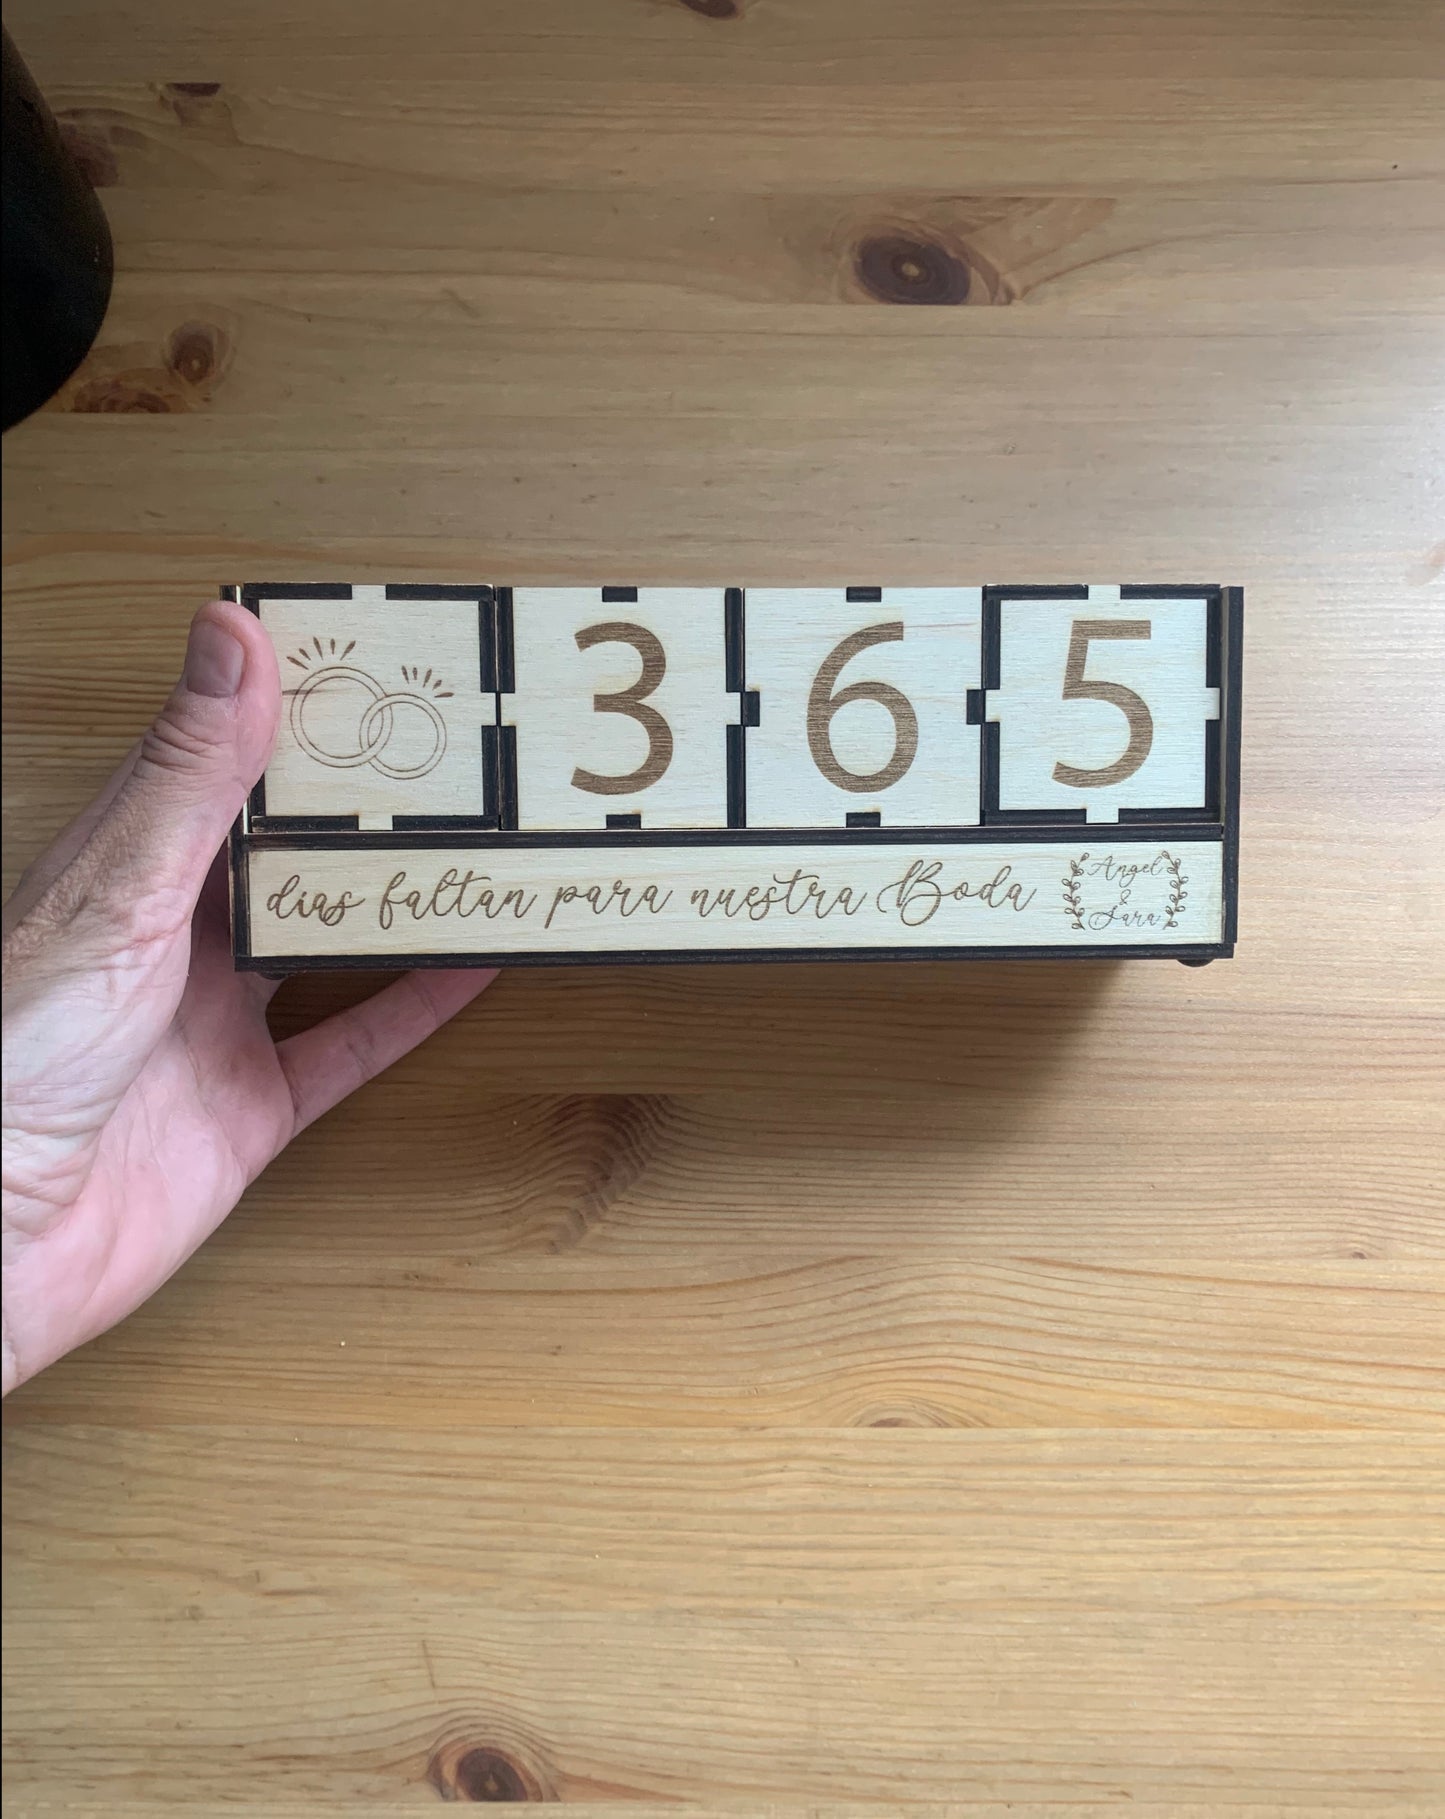 365
dias faltan para nuestra Boda
Angel
&
Sara